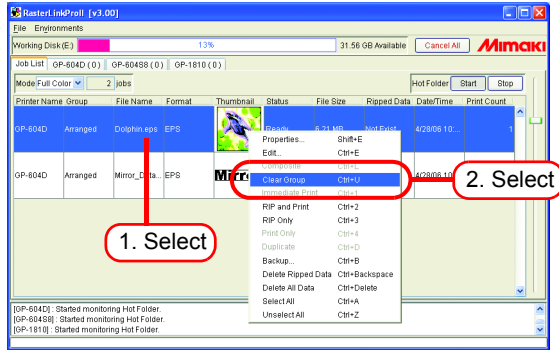 RasterLinkProII [v3.00]
File Environments
Working Disk(E:) 13% 31.56 GB Available Cancel All Mimaki
Job List GP-604D ( 0 ) GP-604S8 ( 0 ) GP-1810 ( 0 )
Mode Full Color 2 jobs Hot Folder Start Stop
Printer Name Group File Name Format Thumbnail Status File Size Ripped Data Date/Time Print Count
GP-604D Arranged Dolphin.eps EPS Ready 6.21 MB Not Exist 4/28/06 10:... 1
GP-604D Arranged Mirror_Data... EPS Mirr 4/28/06 10
Properties... Shift+E
Edit... Ctrl+E
Composite Ctrl+L
Clear Group Ctrl+U
Immediate Print Ctrl+1
RIP and Print Ctrl+2
RIP Only Ctrl+3
Print Only Ctrl+4
Duplicate Ctrl+D
Backup... Ctrl+B
Delete Ripped Data Ctrl+Backspace
Delete All Data Ctrl+Delete
Select All Ctrl+A
Unselect All Ctrl+Z
1. Select
2. Select
[GP-604D] : Started monitoring Hot Folder.
[GP-604S8] : Started monitoring Hot Folder.
[GP-1810] : Started monitoring Hot Folder.